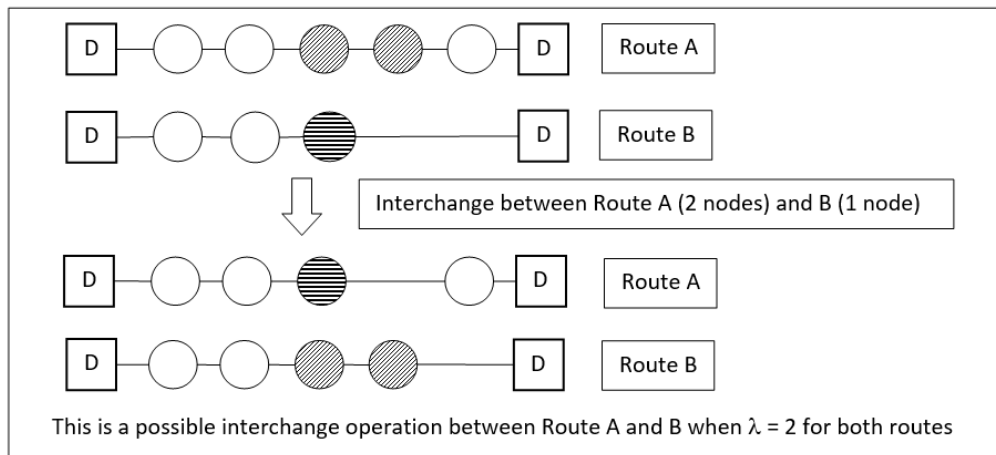 D D Route A
D D Route B
Interchange between Route A (2 nodes) and B (1 node)
D D Route A
D D Route B
This is a possible interchange operation between Route A and B when λ = 2 for both routes